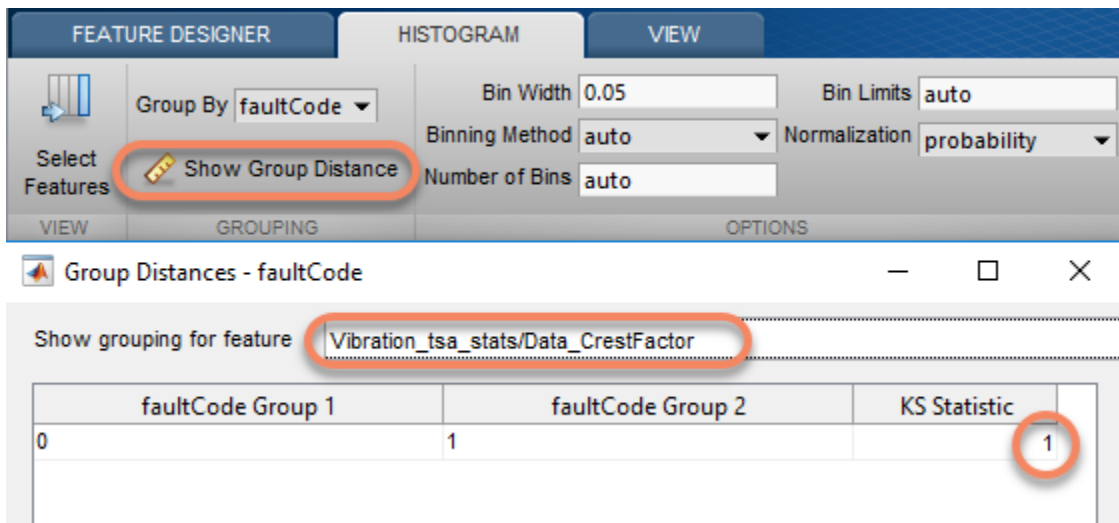 FEATURE DESIGNER HISTOGRAM VIEW
Select Features
Group By faultCode
Show Group Distance
Bin Width 0.05
Binning Method auto
Number of Bins auto
Bin Limits auto
Normalization probability
VIEW GROUPING OPTIONS
Group Distances - faultCode
Show grouping for feature Vibration_tsa_stats/Data_CrestFactor
faultCode Group 1 faultCode Group 2 KS Statistic
0 1 1